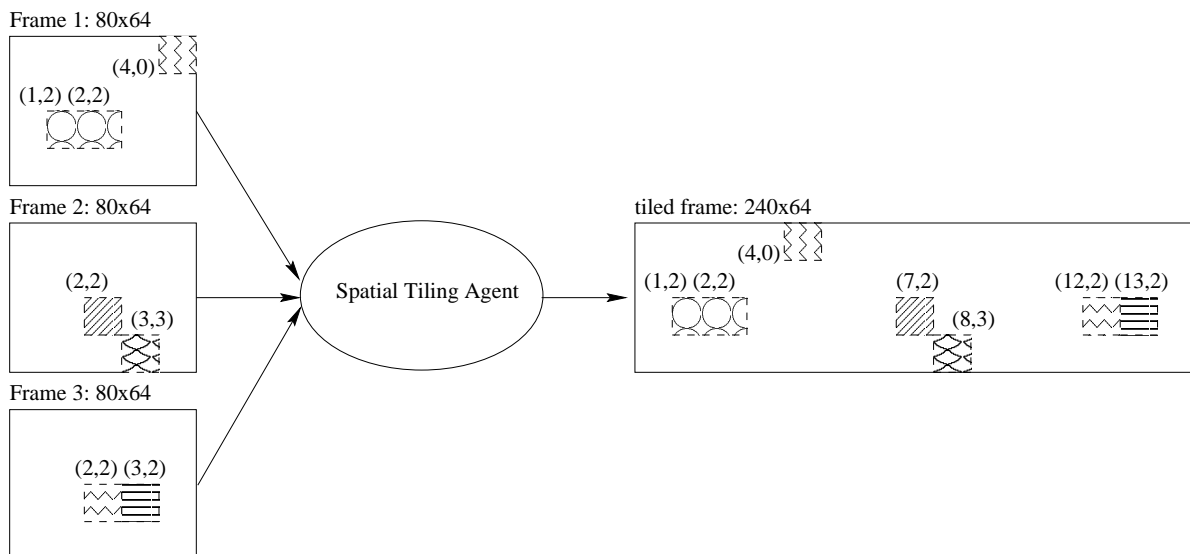 Frame 1: 80x64
(4,0)
(1,2) (2,2)
Frame 2: 80x64
(2,2)
(3,3)
Frame 3: 80x64
(2,2) (3,2)
Spatial Tiling Agent
tiled frame: 240x64
(4,0)
(1,2) (2,2)
(7,2)
(8,3)
(12,2) (13,2)